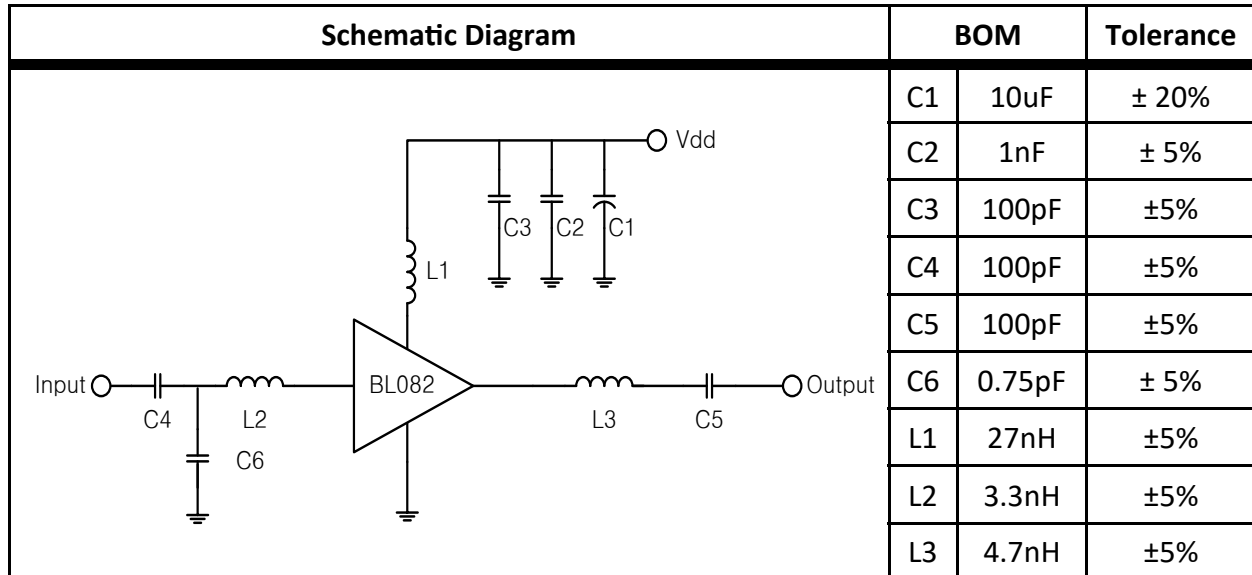 Schematic Diagram BOM Tolerance
C1 10uF ± 20%
C2 1nF ± 5%
C3 100pF ±5%
C4 100pF ±5%
C5 100pF ±5%
C6 0.75pF ± 5%
L1 27nH ±5%
L2 3.3nH ±5%
L3 4.7nH ±5%
Vdd
C3 C2 C1
L1
Input BL082 Output
C4 L2 L3 C5
C6